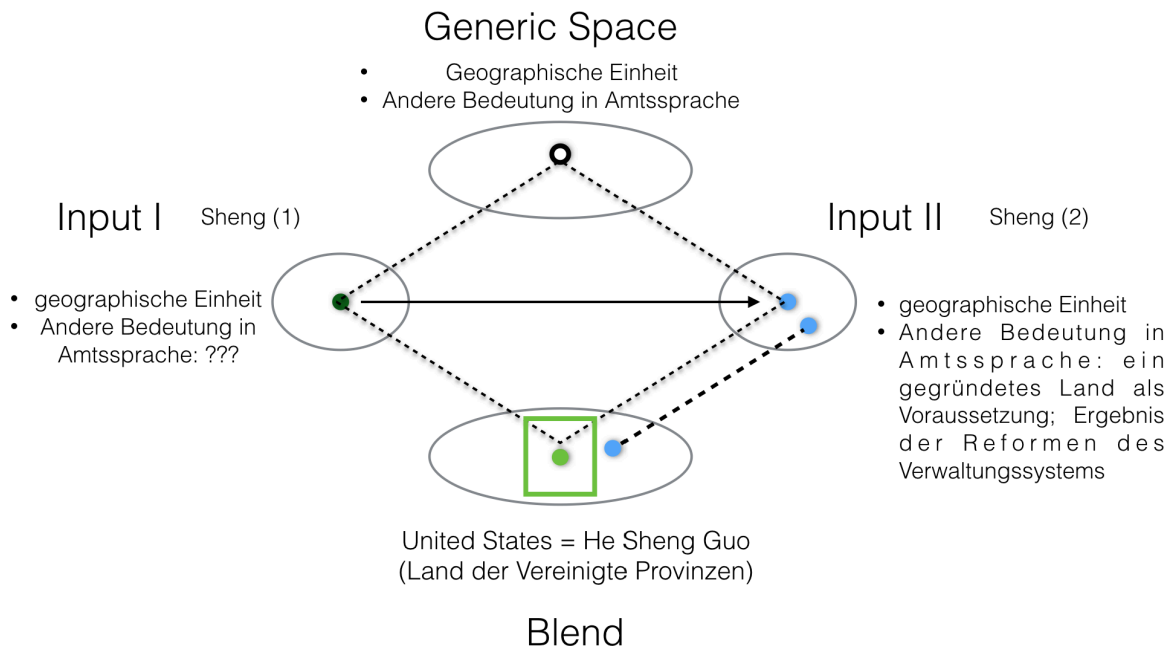 Generic Space
• Geographische Einheit
• Andere Bedeutung in Amtssprache
Input I Sheng (1)
Input II Sheng (2)
• geographische Einheit
• Andere Bedeutung in
Amtssprache: ???
• geographische Einheit
• Andere Bedeutung in
Amtssprache: ein
gegründetes Land als
Voraussetzung; Ergebnis
der Reformen des
Verwaltungssystems
United States = He Sheng Guo
(Land der Vereinigte Provinzen)
Blend